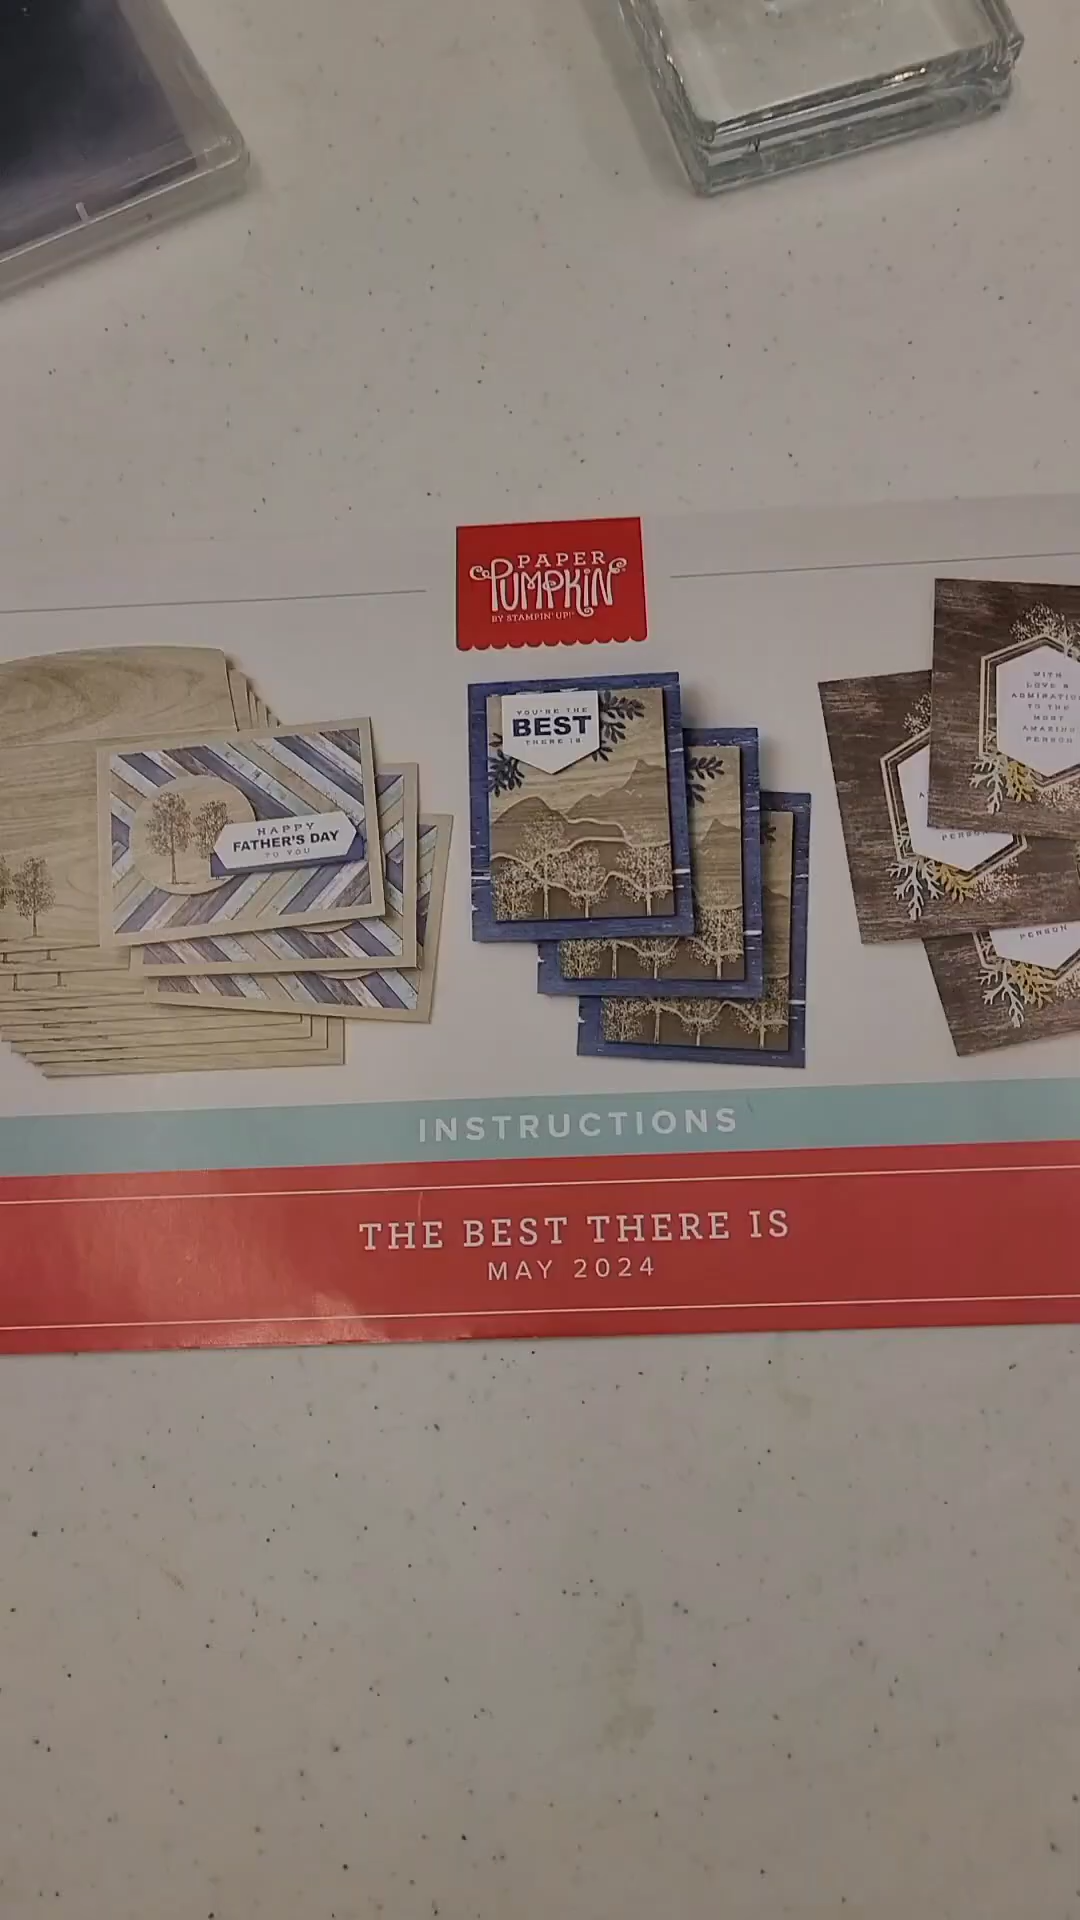 PAPER
PUMPKIN
BY STAMPIN' UP!
HAPPY
FATHER'S DAY
TO YOU
YOU'RE THE
BEST
THERE IS
WITH
LOVE &
ADMIRATION
TO THE
MOST
AMAZING
PERSON
PERSON
PERSON
INSTRUCTIONS
THE BEST THERE IS
MAY 2024